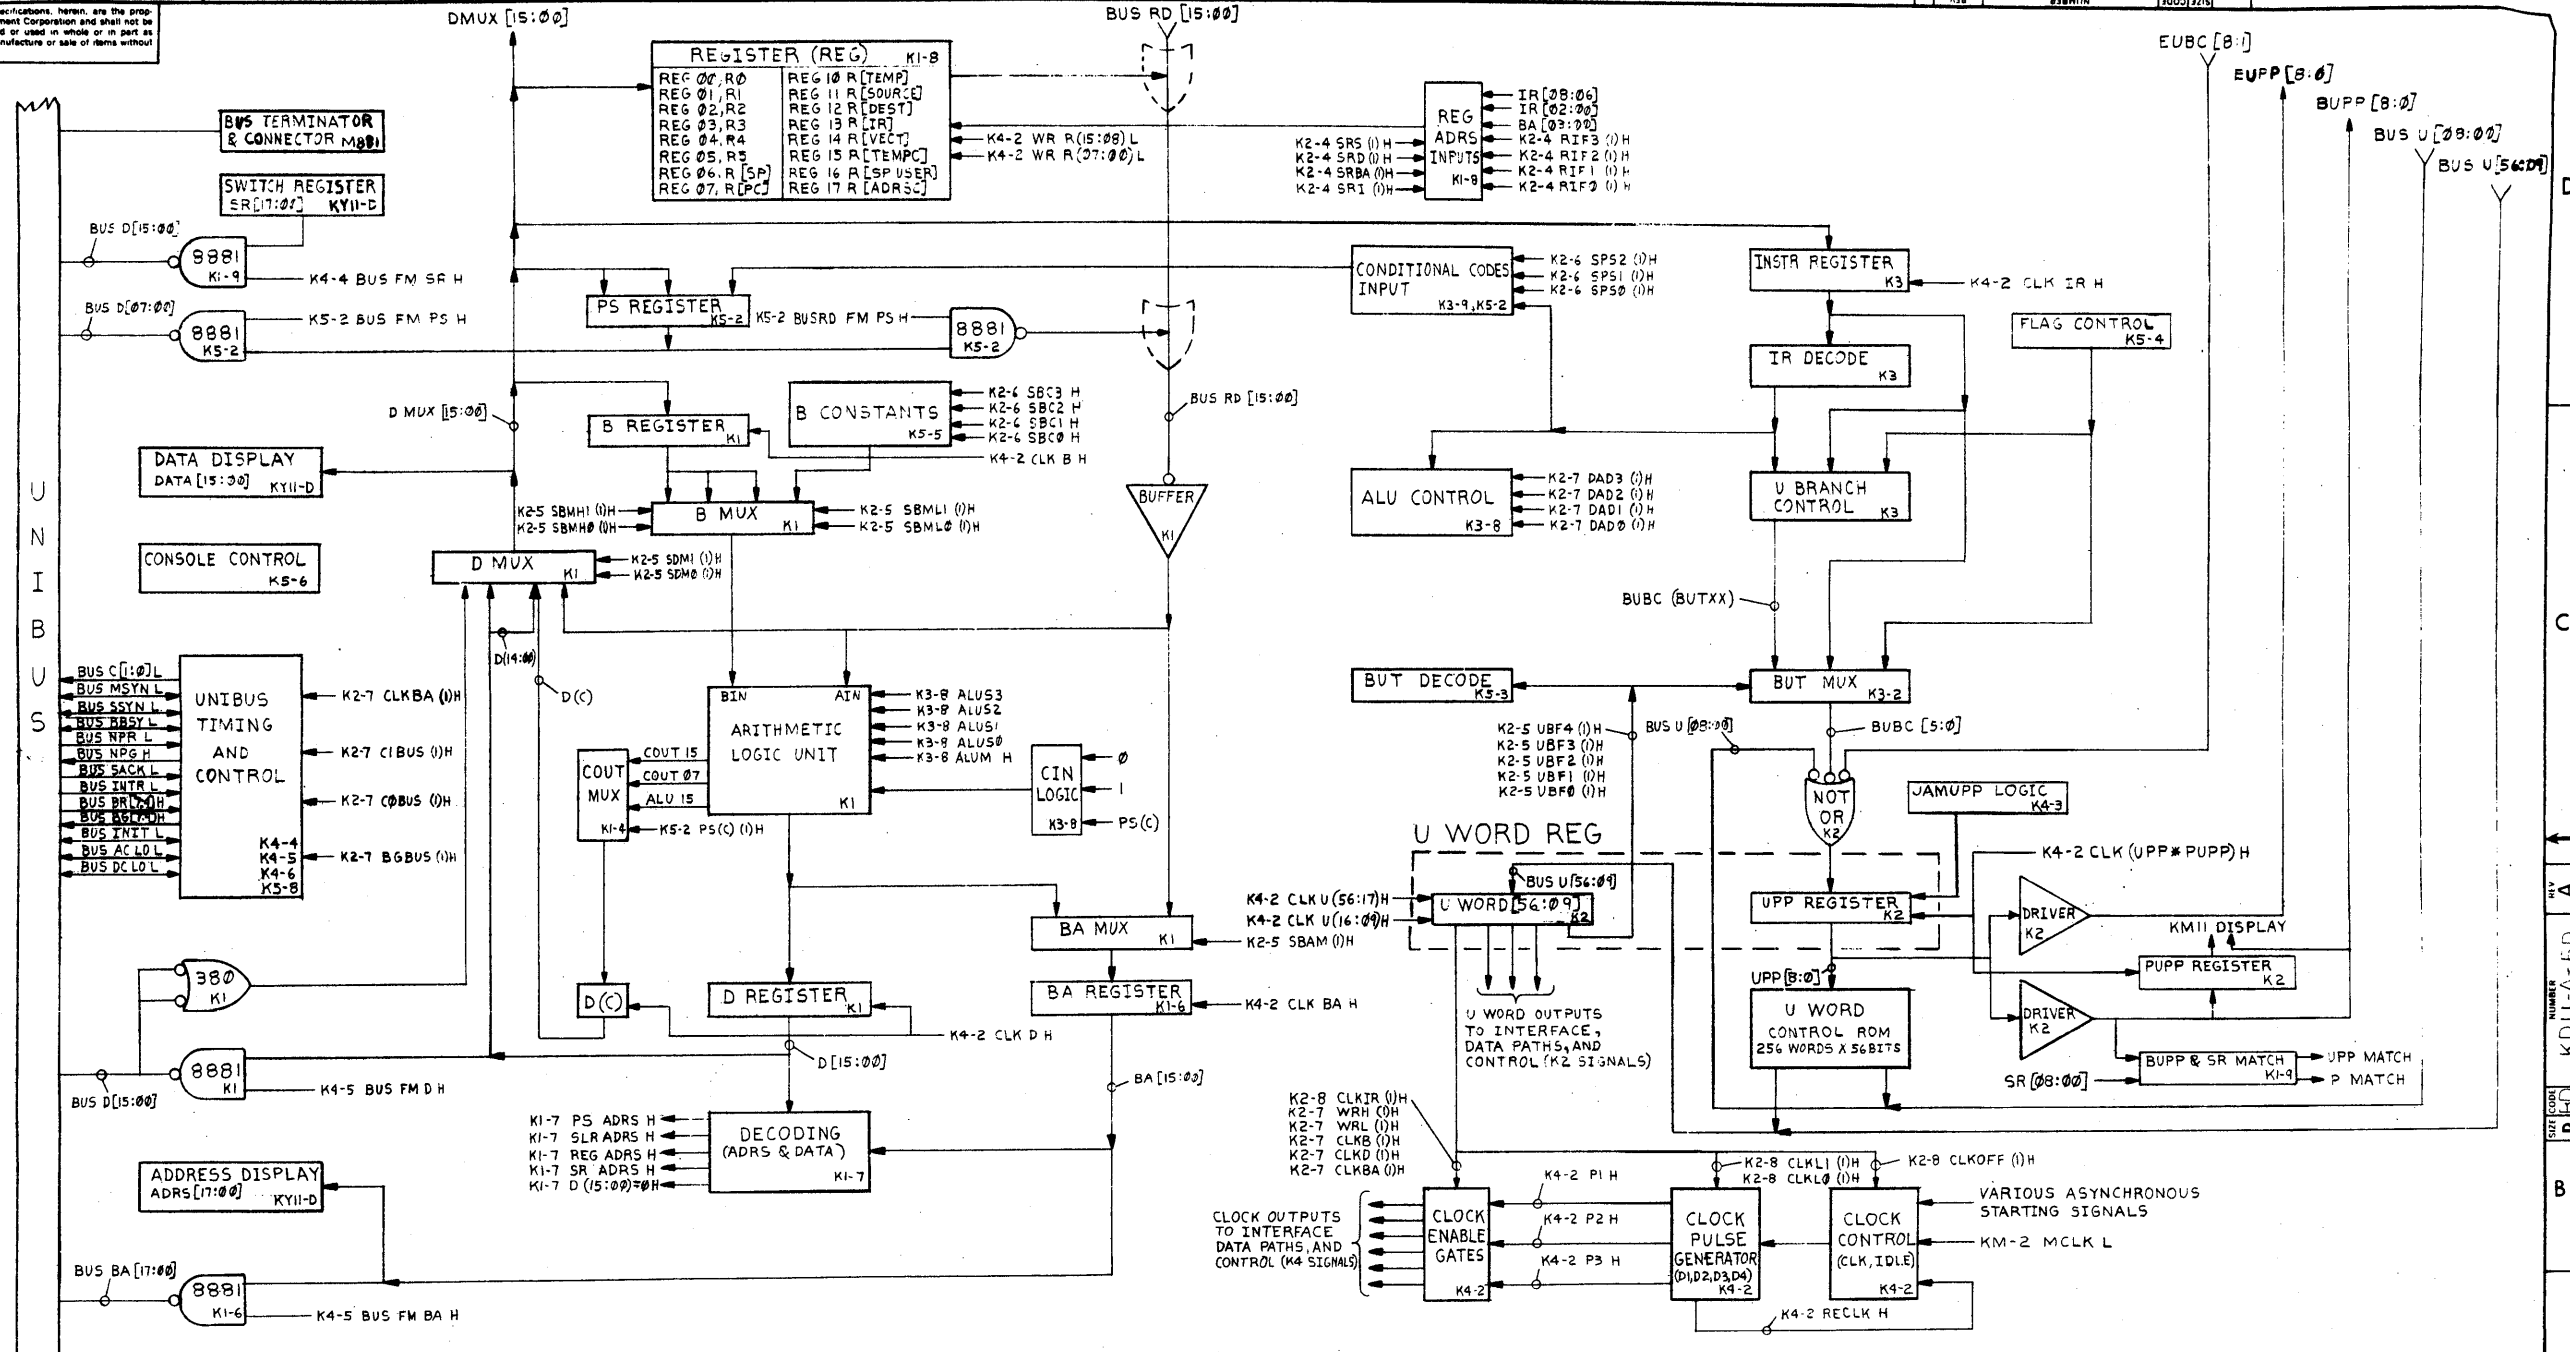 ecifications, herein, are the prop-
ment Corporation and shall not be
d or used in whole or in part as
nufacture or sale of items without
DMUX [15:00]
BUS RD [15:00]
NUMBER
SIZE CODE
EUBC [8:1]
EUPP [8:0]
BUPP [8:0]
BUS U [08:00]
BUS U [56:09]
UNIBUS
BUS TERMINATOR
& CONNECTOR M881
SWITCH REGISTER
SR[17:00] KY11-D
BUS D[15:00]
8881
K1-9
K4-4 BUS FM SR H
BUS D[07:00]
8881
K5-2
K5-2 BUS FM PS H
REGISTER (REG) K1-8
REG 00, R0 REG 10 R[TEMP]
REG 01, R1 REG 11 R[SOURCE]
REG 02, R2 REG 12 R[DEST]
REG 03, R3 REG 13 R[IR]
REG 04, R4 REG 14 R[VECT]
REG 05, R5 REG 15 R[TEMPC]
REG 06, R[SP] REG 16 R[SP USER]
REG 07, R[PC] REG 17 R[ADRSC]
K4-2 WR R(15:08) L
K4-2 WR R(07:00) L
REG
ADRS
INPUTS
K1-8
K2-4 SRS (1) H
K2-4 SRD (1) H
K2-4 SRBA (1)H
K2-4 SRI (1)H
IR[08:06]
IR[02:00]
BA[03:00]
K2-4 RIF3 (1) H
K2-4 RIF2 (1) H
K2-4 RIF1 (1) H
K2-4 RIF0 (1) H
PS REGISTER
K5-2
K5-2 BUSRD FM PS H
8881
K5-2
CONDITIONAL CODES
INPUT
K3-9, K5-2
K2-6 SPS2 (1)H
K2-6 SPS1 (1)H
K2-6 SPS0 (1)H
INSTR REGISTER
K3
K4-2 CLK IR H
FLAG CONTROL
K5-4
IR DECODE
K3
D MUX [15:00]
B REGISTER
K1
B CONSTANTS
K5-5
K2-6 SBC3 H
K2-6 SBC2 H
K2-6 SBC1 H
K2-6 SBC0 H
K4-2 CLK B H
BUS RD [15:00]
DATA DISPLAY
DATA [15:00] KY11-D
BUFFER
K1
B MUX
K1
K2-5 SBMH1 (1)H
K2-5 SBMH0 (1)H
K2-5 SBML1 (1)H
K2-5 SBML0 (1)H
ALU CONTROL
K3-8
K2-7 DAD3 (1)H
K2-7 DAD2 (1)H
K2-7 DAD1 (1)H
K2-7 DAD0 (1)H
U BRANCH
CONTROL
K3
CONSOLE CONTROL
K5-6
D MUX
K1
K2-5 SDM1 (1)H
K2-5 SDM0 (1)H
BUBC (BUTXX)
D(14:00)
D(C)
BUS C[1:0] L
BUS MSYN L
BUS SSYN L
BUS BBSY L
BUS NPR L
BUS NPG H
BUS SACK L
BUS INTR L
BUS INIT L
BUS AC LO L
BUS DC LO L
UNIBUS
TIMING
AND
CONTROL
K4-4
K4-5
K4-6
K5-8
K2-7 CLKBA (1)H
K2-7 C1BUS (1)H
K2-7 C0BUS (1)H
K2-7 BGBUS (1)H
BIN AIN
ARITHMETIC
LOGIC UNIT
K1
K3-8 ALUS3
K3-8 ALUS2
K3-8 ALUS1
K3-8 ALUS0
K3-8 ALUM H
COUT
MUX
K1-4
COUT 15
COUT 07
ALU 15
K5-2 PS(C) (1)H
CIN
LOGIC
K3-8
0
1
PS(C)
BUT DECODE
K5-3
BUT MUX
K3-2
K2-5 UBF4 (1)H
K2-5 UBF3 (1)H
K2-5 UBF2 (1)H
K2-5 UBF1 (1)H
K2-5 UBF0 (1)H
BUS U [08:00]
BUBC [5:0]
NOT
OR
K2
JAMUPP LOGIC
K4-3
U WORD REG
BUS U[56:09]
U WORD [56:09]
K2
K4-2 CLK U(56:17)H
K4-2 CLK U(16:09)H
UPP REGISTER
K2
K4-2 CLK (UPP*PUPP) H
DRIVER
K2
KM11 DISPLAY
PUPP REGISTER
K2
BA MUX
K1
K2-5 SBAM (1)H
380
K1
D(C)
D REGISTER
K1
BA REGISTER
K1-6
K4-2 CLK BA H
K4-2 CLK D H
U WORD OUTPUTS
TO INTERFACE,
DATA PATHS, AND
CONTROL (K2 SIGNALS)
UPP[8:0]
U WORD
CONTROL ROM
256 WORDS X 56 BITS
DRIVER
K2
BUPP & SR MATCH
K1-9
UPP MATCH
P MATCH
SR [08:00]
BUS D[15:00]
8881
K1
K4-5 BUS FM D H
D[15:00]
BA [15:00]
K1-7 PS ADRS H
K1-7 SLR ADRS H
K1-7 REG ADRS H
K1-7 SR ADRS H
K1-7 D (15:00)=0H
DECODING
(ADRS & DATA)
K1-7
ADDRESS DISPLAY
ADRS[17:00] KY11-D
K2-8 CLKIR (1)H
K2-7 WRH (1)H
K2-7 WRL (1)H
K2-7 CLKB (1)H
K2-7 CLKD (1)H
K2-7 CLKBA (1)H
K2-8 CLKL1 (1)H
K2-8 CLKL0 (1)H
K2-8 CLKOFF (1)H
CLOCK OUTPUTS
TO INTERFACE
DATA PATHS, AND
CONTROL (K4 SIGNALS)
CLOCK
ENABLE
GATES
K4-2
K4-2 P1 H
K4-2 P2 H
K4-2 P3 H
CLOCK
PULSE
GENERATOR
(D1,D2,D3,D4)
K4-2
CLOCK
CONTROL
(CLK, IDLE)
K4-2
VARIOUS ASYNCHRONOUS
STARTING SIGNALS
KM-2 MCLK L
K4-2 RECLK H
BUS BA [17:00]
8881
K1-6
K4-5 BUS FM BA H
D
C
B
REV
A
NUMBER
CODE
SIZE